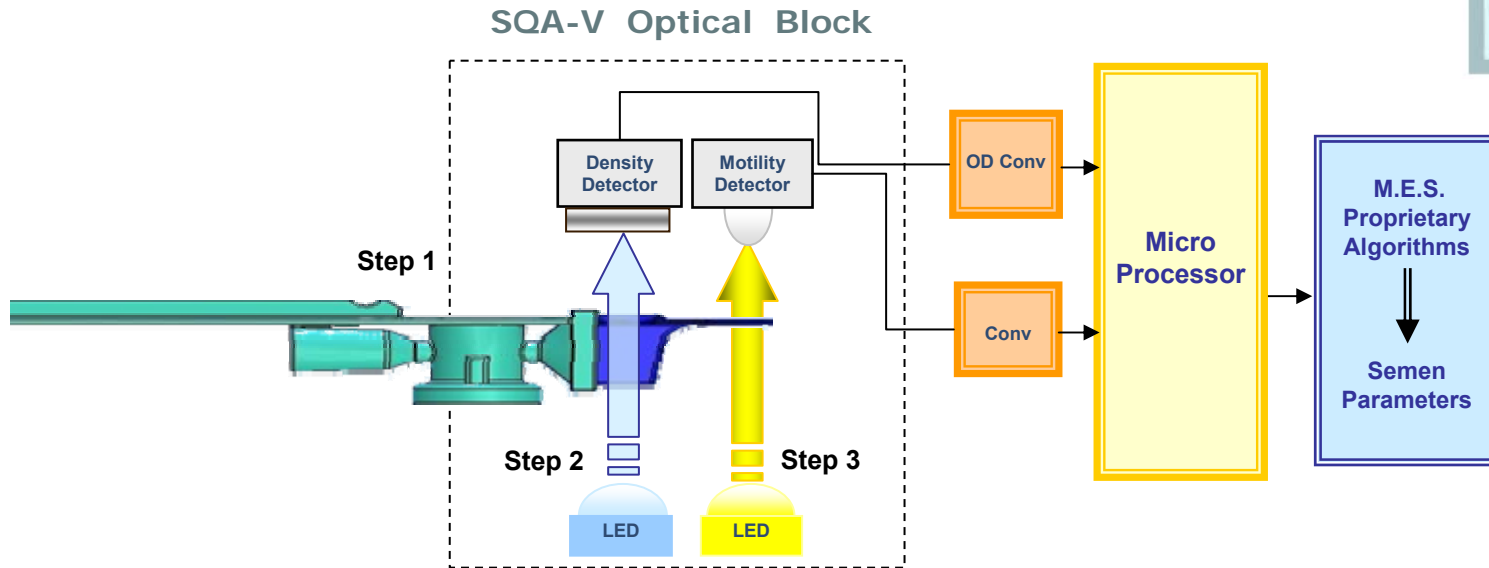 SQA-V Optical Block
Density
Detector
Motility
Detector
OD Conv
Conv
Micro
Processor
M.E.S.
Proprietary
Algorithms
Semen
Parameters
Step 1
Step 2
Step 3
LED
LED